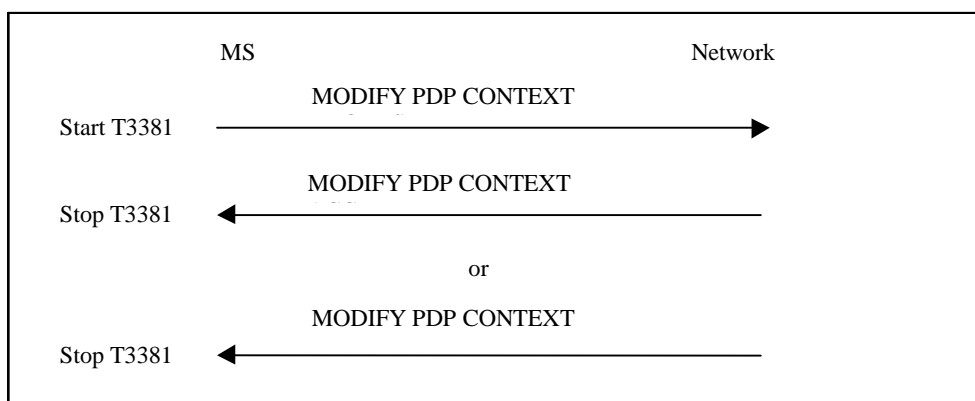 MS Network
MODIFY PDP CONTEXT
Start T3381
MODIFY PDP CONTEXT
Stop T3381
or
MODIFY PDP CONTEXT
Stop T3381